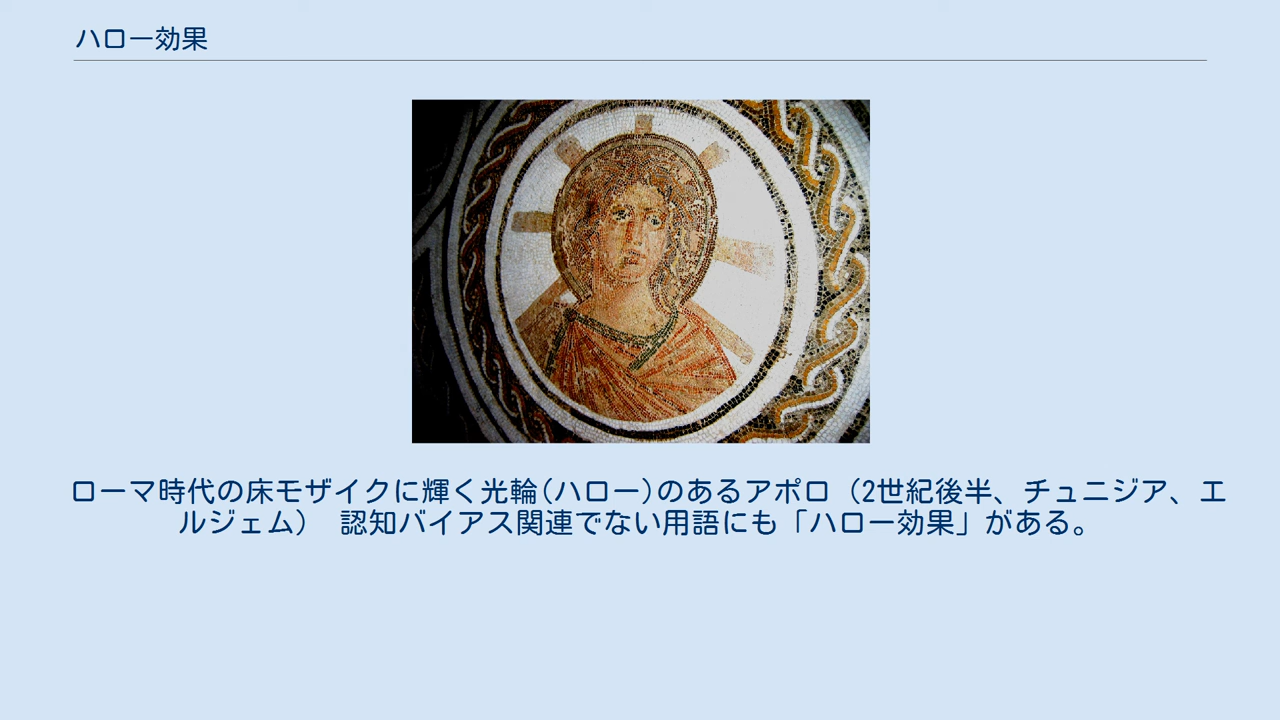 ハロー効果
ローマ時代の床モザイクに輝く光輪(ハロー)のあるアポロ（2世紀後半、チュニジア、エ
ルジェム） 認知バイアス関連でない用語にも「ハロー効果」がある。